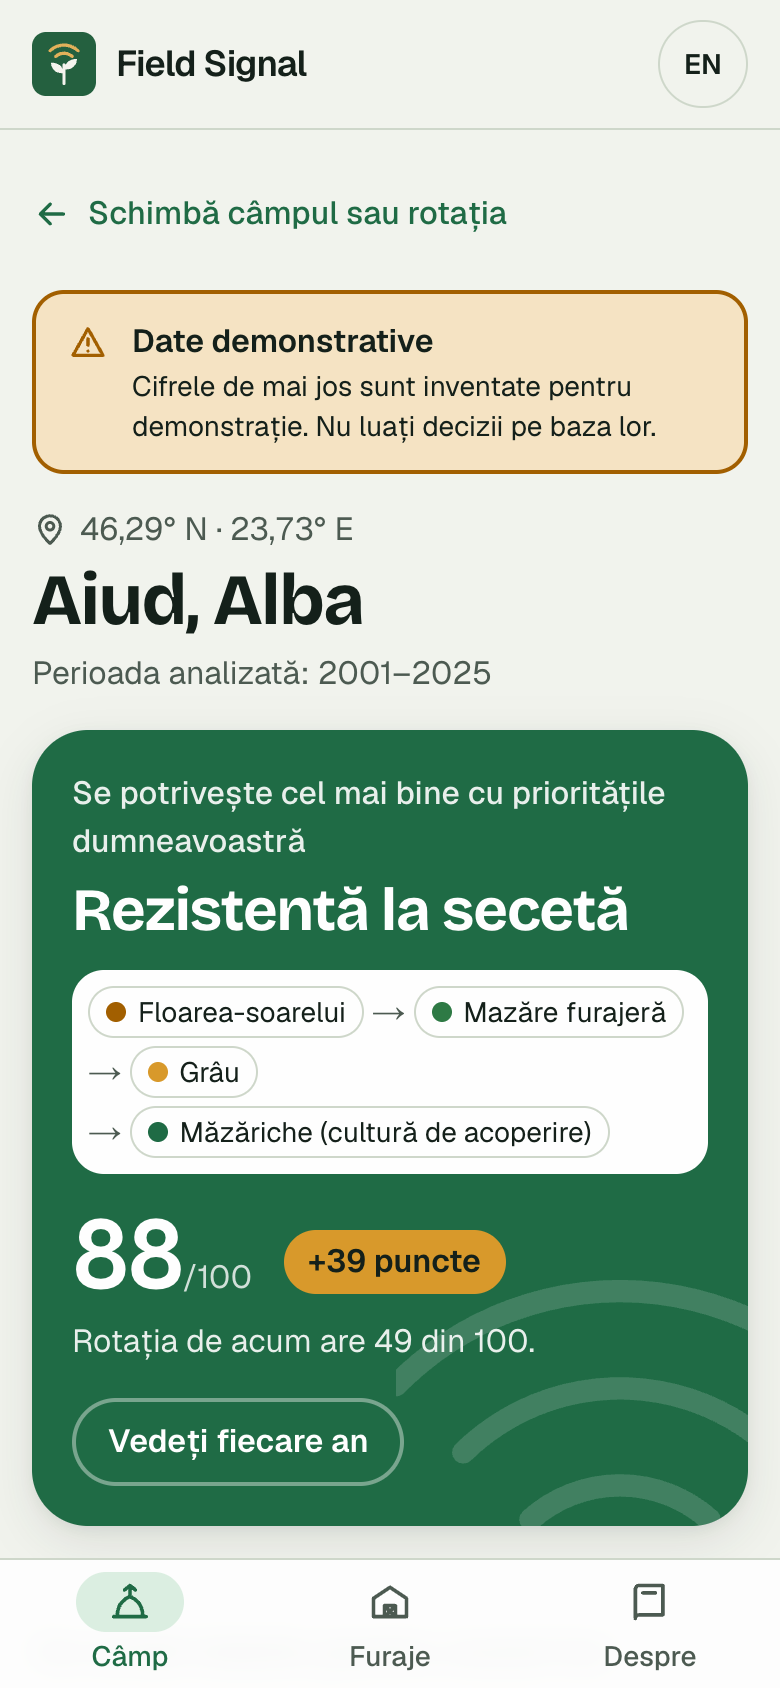 Field Signal
EN
← Schimbă câmpul sau rotația
Date demonstrative
Cifrele de mai jos sunt inventate pentru
demonstrație. Nu luați decizii pe baza lor.
46,29° N · 23,73° E
Aiud, Alba
Perioada analizată: 2001–2025
Se potrivește cel mai bine cu prioritățile
dumneavoastră
Rezistentă la secetă
Floarea-soarelui → Mazăre furajeră
→ Grâu
→ Măzăriche (cultură de acoperire)
88/100 +39 puncte
Rotația de acum are 49 din 100.
Vedeți fiecare an
Câmp Furaje Despre